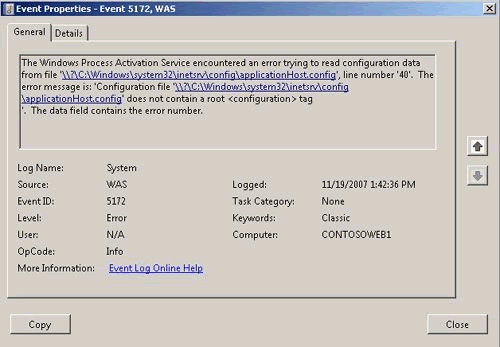 Event Properties - Event 5172, WAS
General
Details
The Windows Process Activation Service encountered an error trying to read configuration data
from file '\\?\C:\Windows\system32\inetsrv\config\applicationHost.config', line number '40'. The
error message is: 'Configuration file '\\?\C:\Windows\system32\inetsrv\config
\applicationHost.config' does not contain a root <configuration> tag
'. The data field contains the error number.
Log Name: System
Source: WAS Logged: 11/19/2007 1:42:36 PM
Event ID: 5172 Task Category: None
Level: Error Keywords: Classic
User: N/A Computer: CONTOSOWEB1
OpCode: Info
More Information: Event Log Online Help
Copy Close